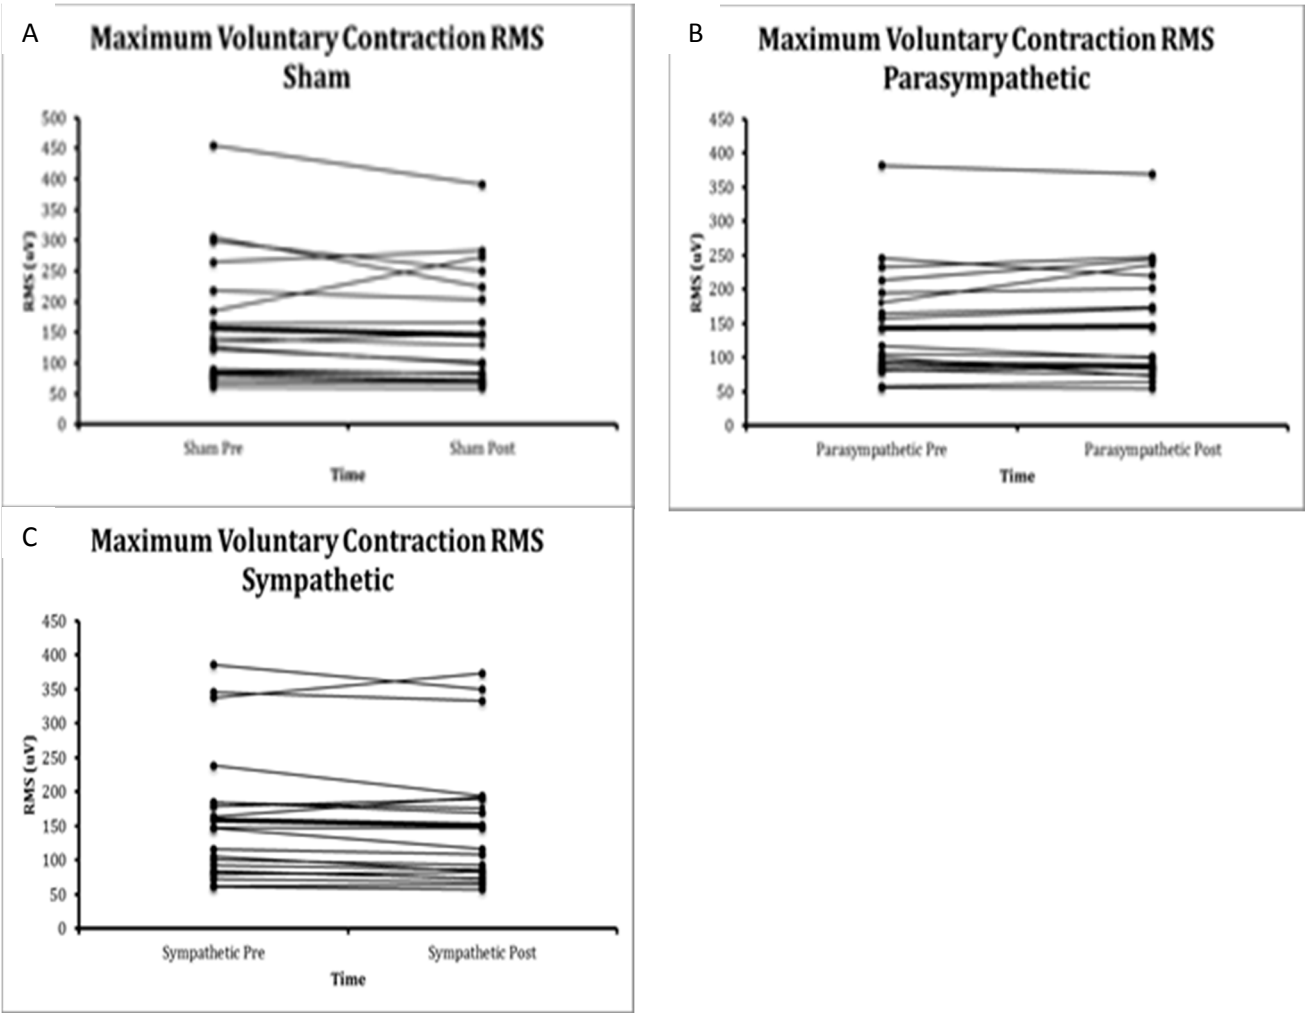 A
Maximum Voluntary Contraction RMS
Sham
500
450
400
350
300
250
200
150
100
50
0
RMS (uV)
Sham Pre
Sham Post
Time
B
Maximum Voluntary Contraction RMS
Parasympathetic
450
400
350
300
250
200
150
100
50
0
RMS (uV)
Parasympathetic Pre
Parasympathetic Post
Time
C
Maximum Voluntary Contraction RMS
Sympathetic
450
400
350
300
250
200
150
100
50
0
RMS (uV)
Sympathetic Pre
Sympathetic Post
Time